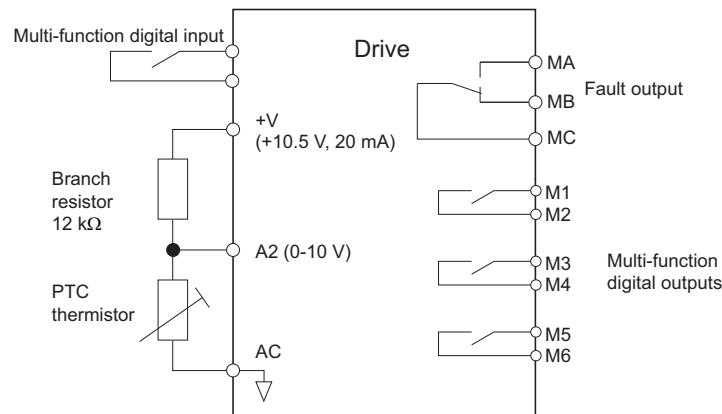 Multi-function digital input
Drive
MA
MB
MC
Fault output
+V
(+10.5 V, 20 mA)
Branch
resistor
12 kΩ
A2 (0-10 V)
PTC
thermistor
AC
M1
M2
M3
M4
M5
M6
Multi-function
digital outputs